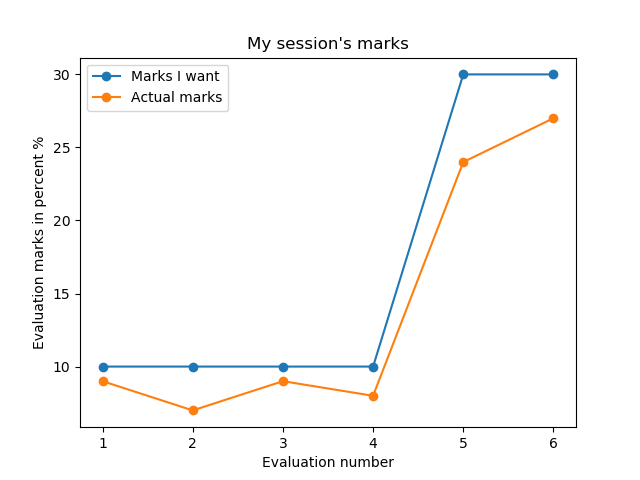 My session's marks
Marks I want
Actual marks
30
25
20
15
10
Evaluation marks in percent %
1 2 3 4 5 6
Evaluation number